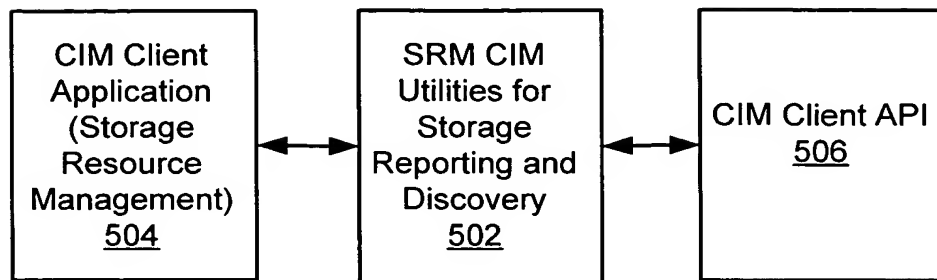 CIM Client
Application
(Storage
Resource
Management)
504
SRM CIM
Utilities for
Storage
Reporting and
Discovery
502
CIM Client API
506